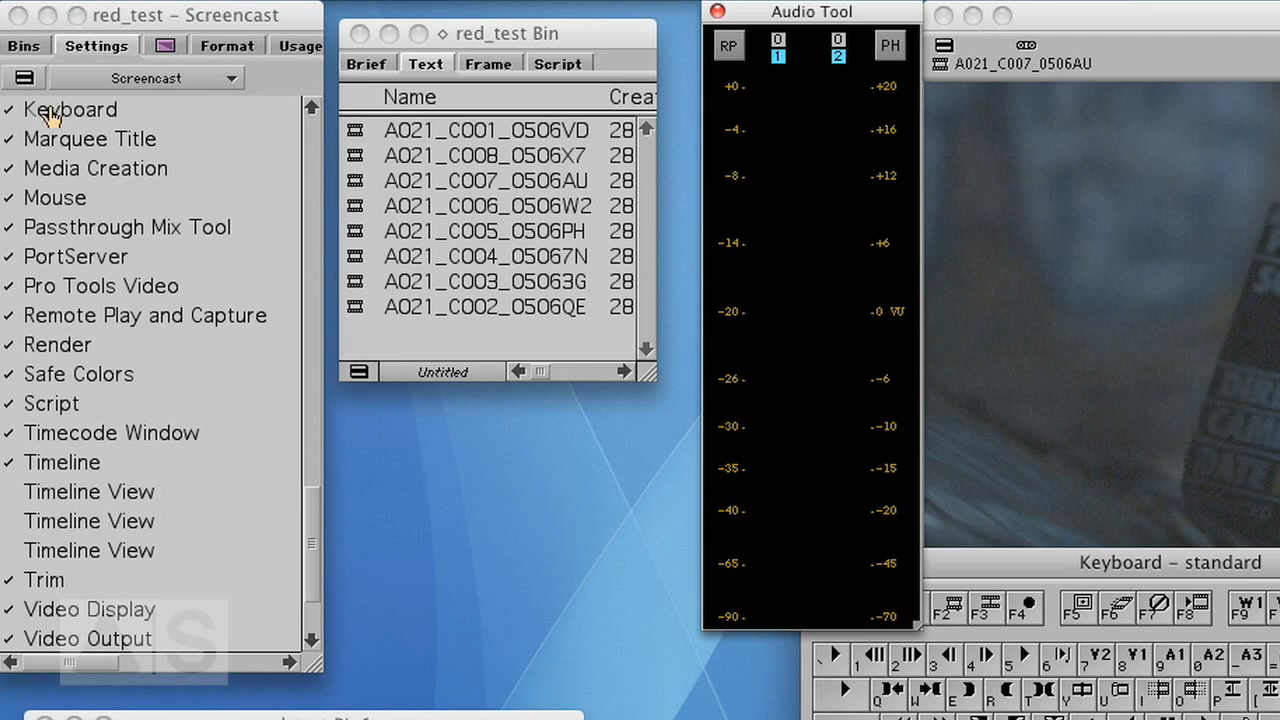 red_test – Screencast
Bins
Settings
Format
Usage
Screencast
Keyboard
Marquee Title
Media Creation
Mouse
Passthrough Mix Tool
PortServer
Pro Tools Video
Remote Play and Capture
Render
Safe Colors
Script
Timecode Window
Timeline
Timeline View
Timeline View
Timeline View
Trim
Video Display
Video Output
A S
red_test Bin
Brief
Text
Frame
Script
Name
A021_C001_0506VD 28
A021_C008_0506X7 28
A021_C007_0506AU 28
A021_C006_0506W2 28
A021_C005_0506PH 28
A021_C004_05067N 28
A021_C003_05063G 28
A021_C002_0506QE 28
Untitled
Audio Tool
RP
0 0
1 2
PH
+0 +20
-4 +16
-8 +12
-14 +6
-20 0 VU
-26 -6
-30 -10
-35 -15
-40 -20
-65 -45
-90 -70
A021_C007_0506AU
Keyboard – standard
F2 F3 F4 F5 F6 F7 F8 F9 W1
1 2 3 4 5 6 7 V2 8 V1 9 A1 0 A2 - A3
Q W E R T Y U I O P [